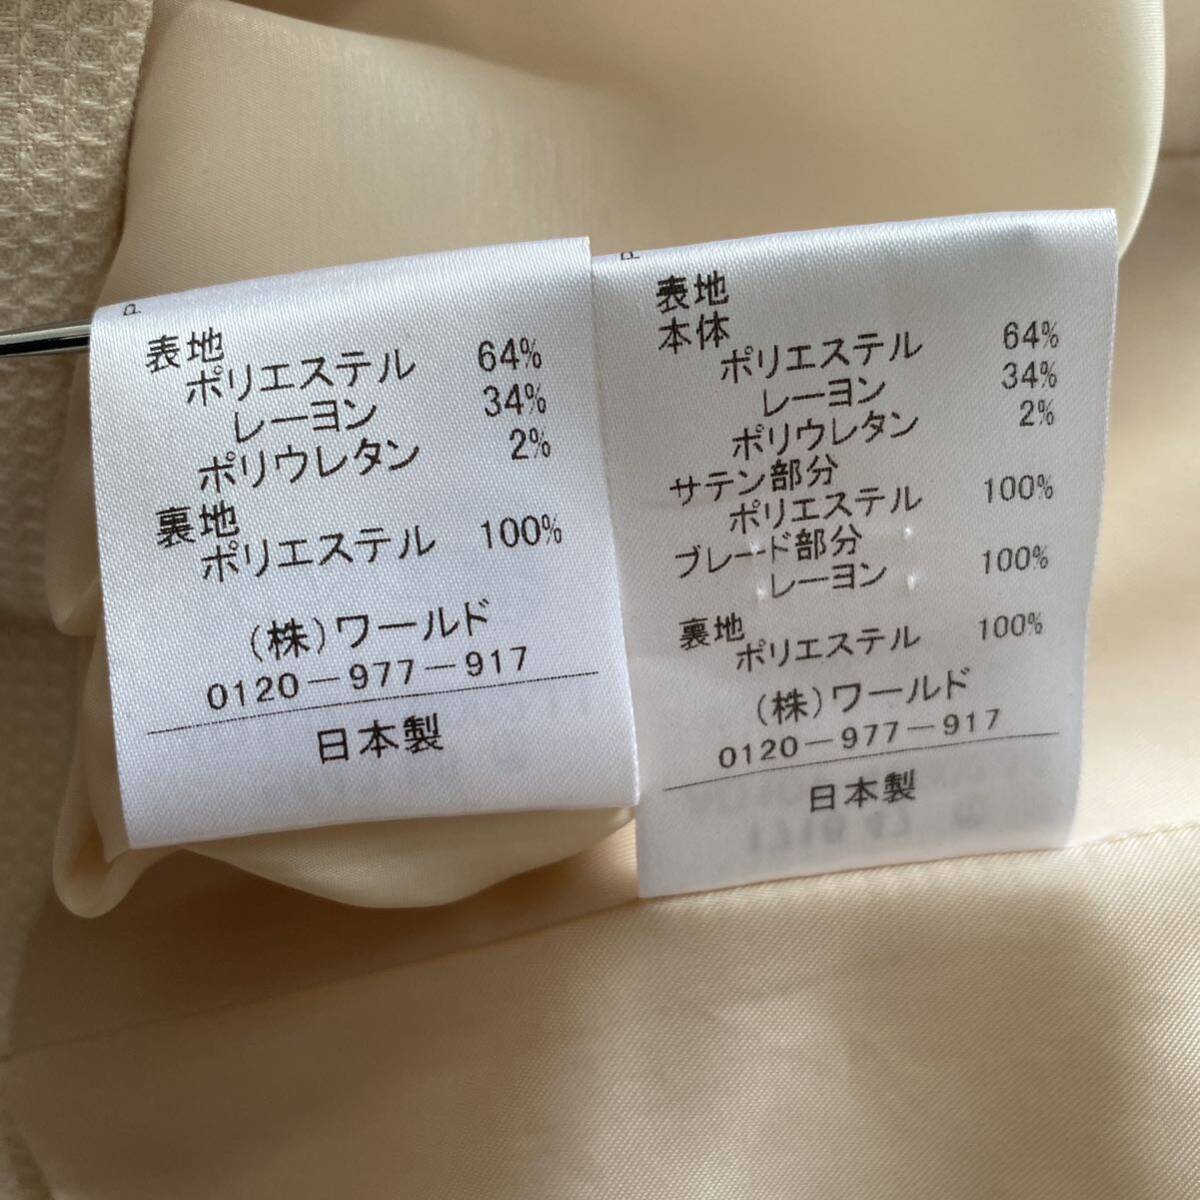 P
表地
ポリエステル 64%
レーヨン 34%
ポリウレタン 2%
裏地
ポリエステル 100%
(株)ワールド
0120-977-917
日本製
P
表地
本体
ポリエステル 64%
レーヨン 34%
ポリウレタン 2%
サテン部分
ポリエステル 100%
ブレード部分
レーヨン 100%
裏地
ポリエステル 100%
(株)ワールド
0120-977-917
日本製